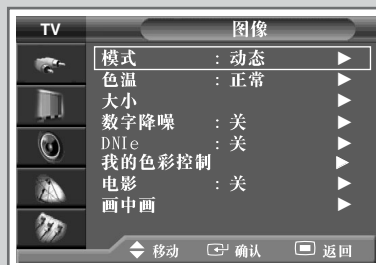 TV 图像
模式 : 动态
色温 : 正常
大小
数字降噪 : 关
DNIe : 关
我的色彩控制
电影 : 关
画中画
移动 确认 返回